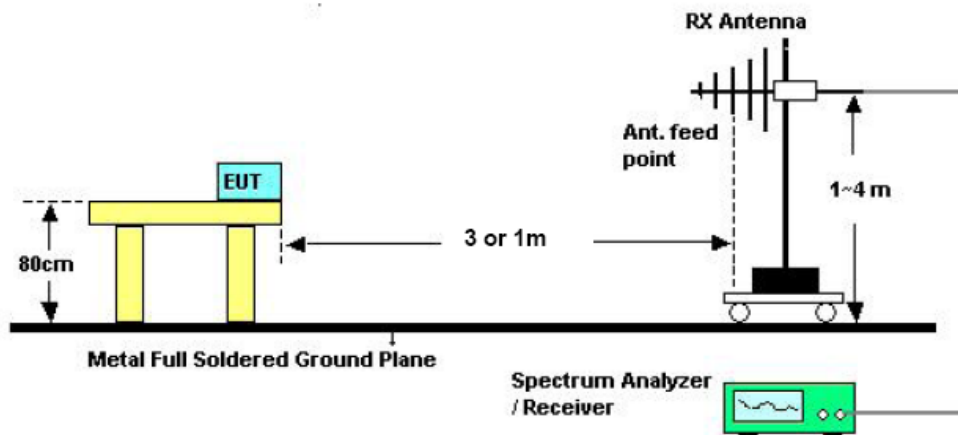 RX Antenna
Ant. feed
point
EUT
1~4 m
3 or 1m
80cm
Metal Full Soldered Ground Plane
Spectrum Analyzer
/ Receiver